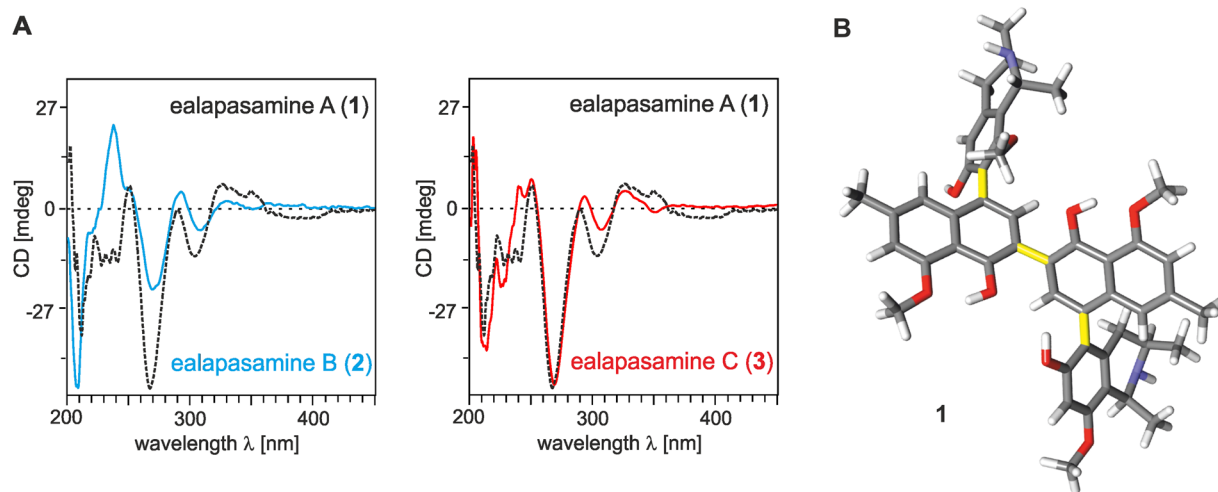 A
B
27
ealapasamine A (1)
0
CD [mdeg]
-27
ealapasamine B (2)
200 300 400
wavelength λ [nm]
27
ealapasamine A (1)
0
CD [mdeg]
-27
ealapasamine C (3)
200 300 400
wavelength λ [nm]
1